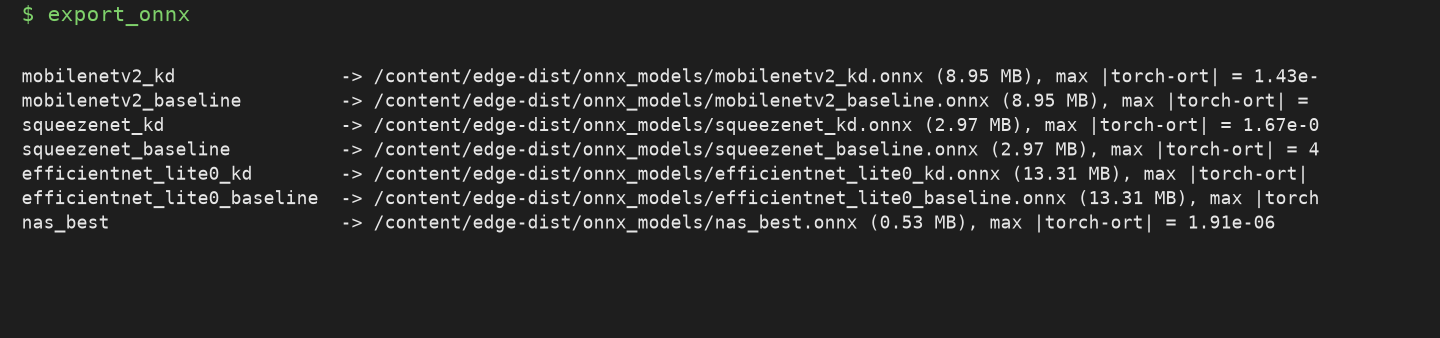 $ export_onnx
mobilenetv2_kd -> /content/edge-dist/onnx_models/mobilenetv2_kd.onnx (8.95 MB), max |torch-ort| = 1.43e-
mobilenetv2_baseline -> /content/edge-dist/onnx_models/mobilenetv2_baseline.onnx (8.95 MB), max |torch-ort| =
squeezenet_kd -> /content/edge-dist/onnx_models/squeezenet_kd.onnx (2.97 MB), max |torch-ort| = 1.67e-0
squeezenet_baseline -> /content/edge-dist/onnx_models/squeezenet_baseline.onnx (2.97 MB), max |torch-ort| = 4
efficientnet_lite0_kd -> /content/edge-dist/onnx_models/efficientnet_lite0_kd.onnx (13.31 MB), max |torch-ort|
efficientnet_lite0_baseline -> /content/edge-dist/onnx_models/efficientnet_lite0_baseline.onnx (13.31 MB), max |torch
nas_best -> /content/edge-dist/onnx_models/nas_best.onnx (0.53 MB), max |torch-ort| = 1.91e-06